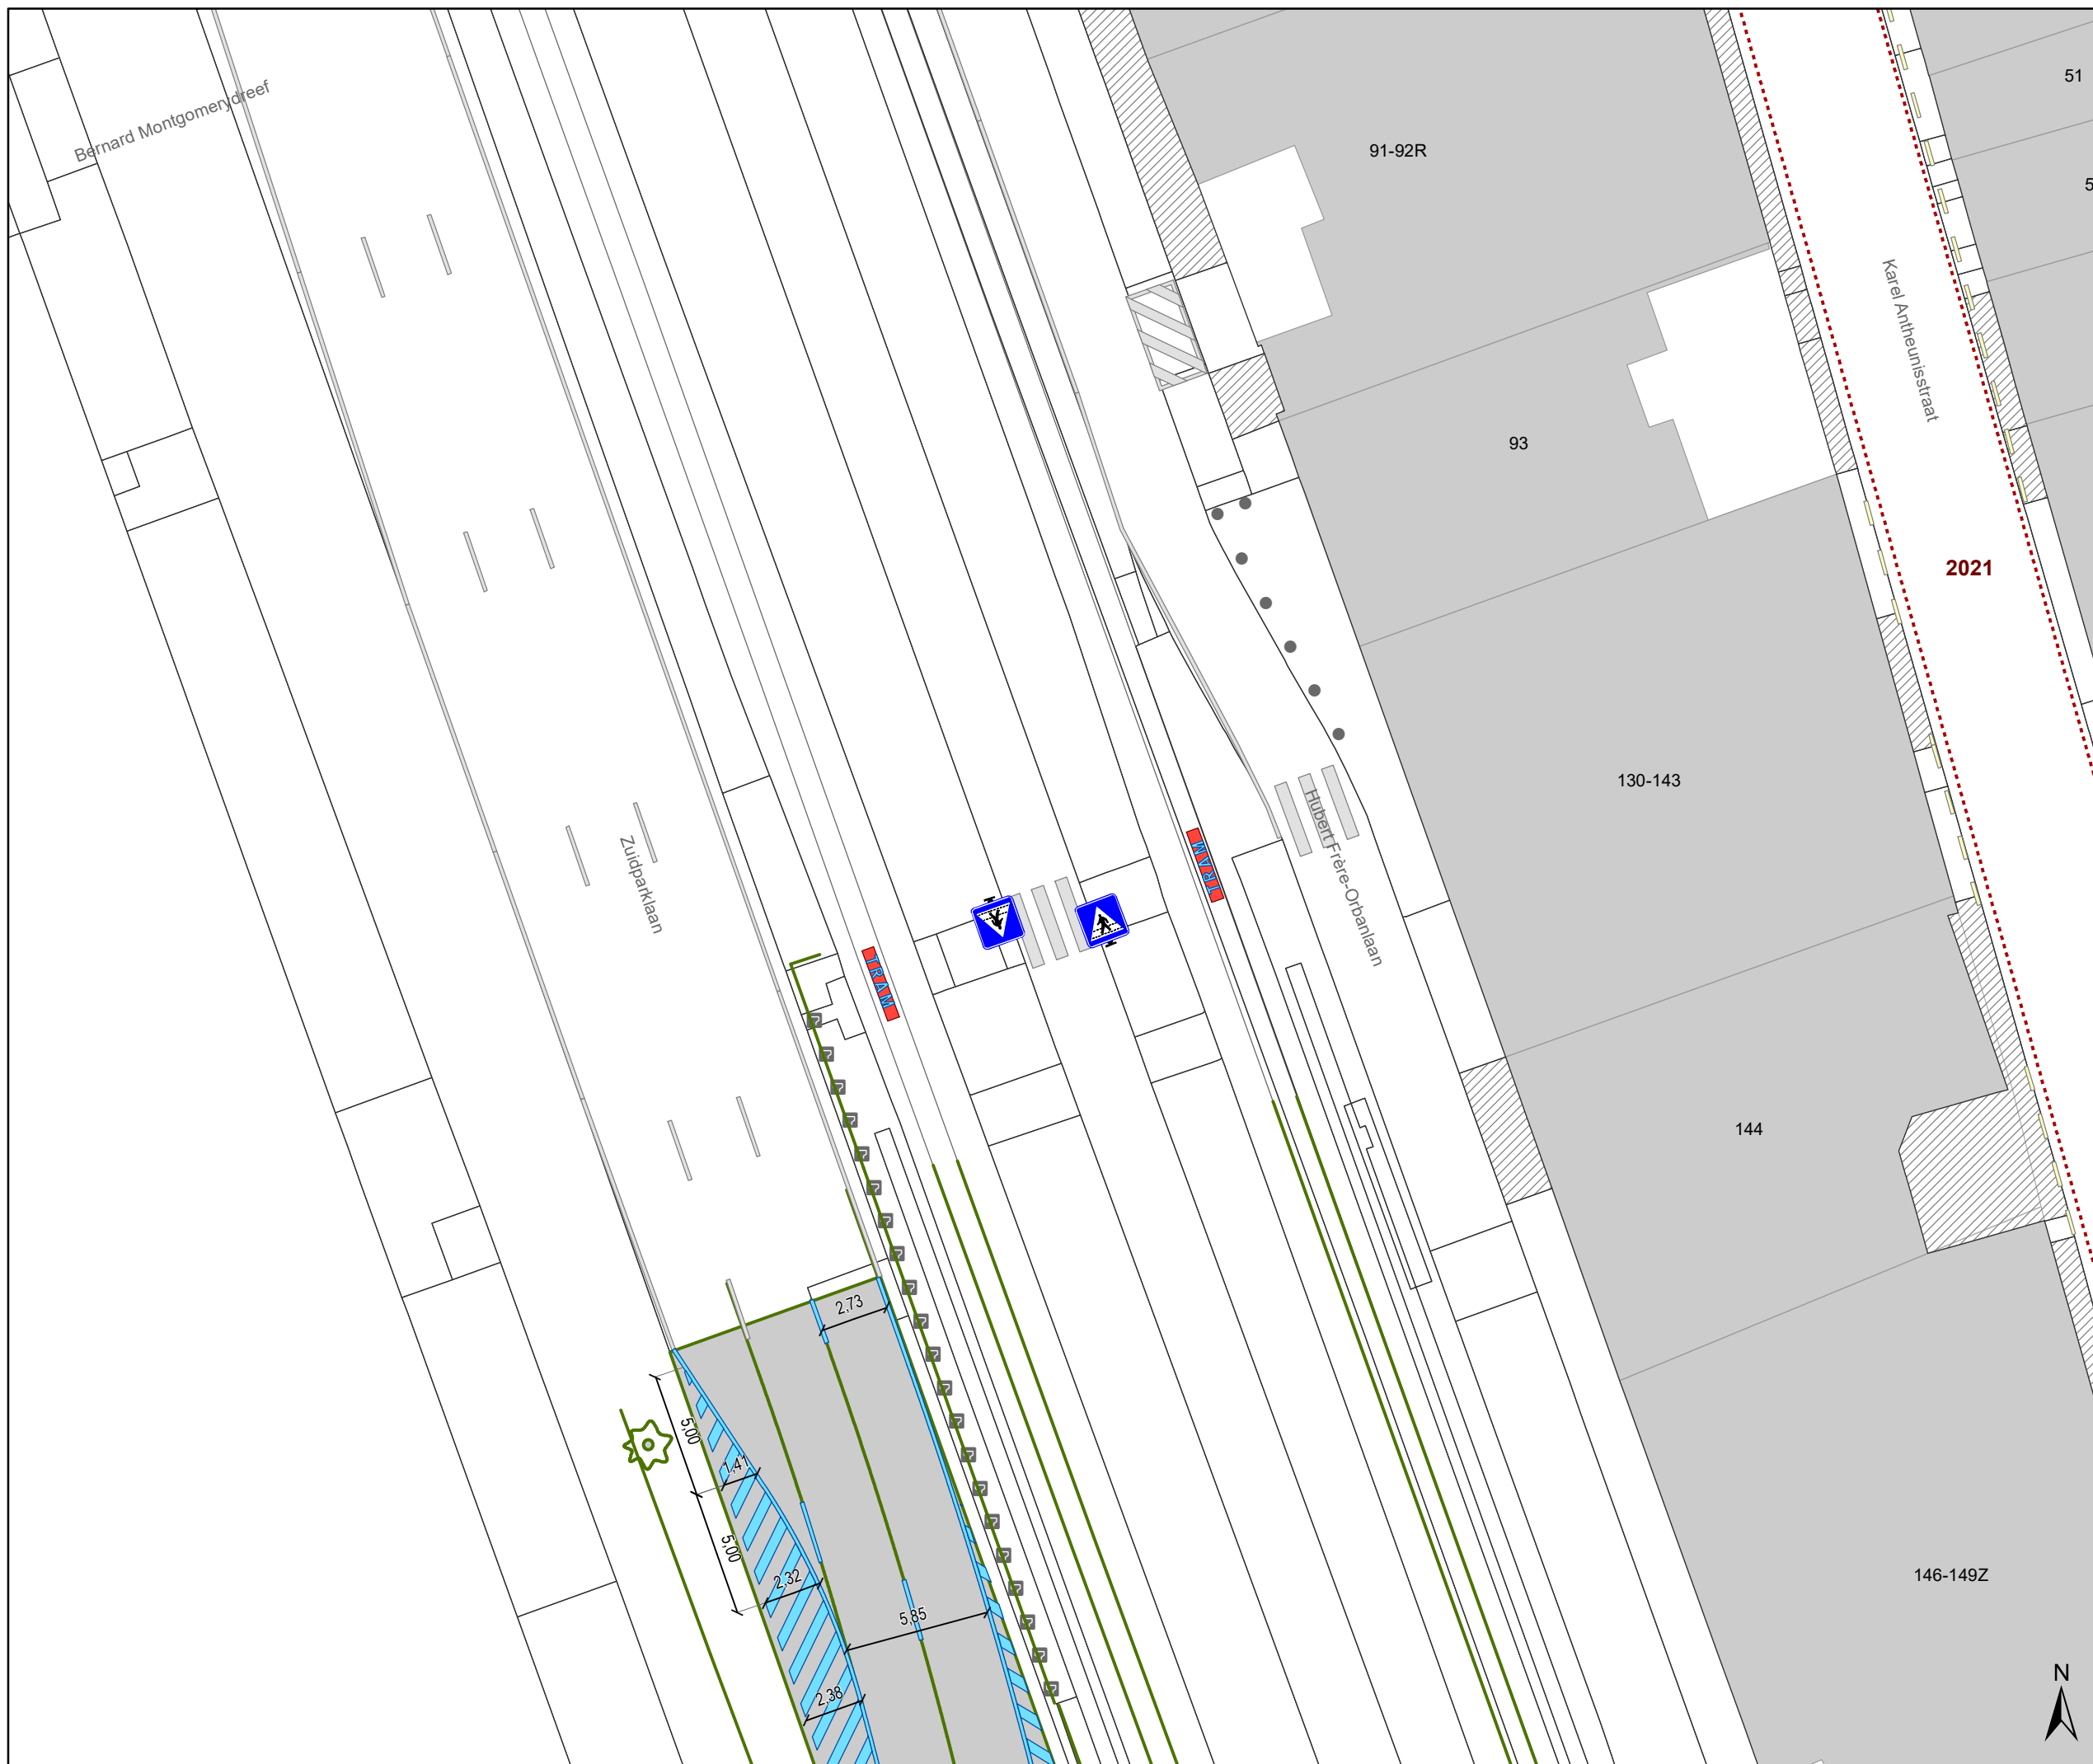 51
Bernard Montgomerydreef
91-92R
5
Karel Antheunisstraat
93
2021
130-143
Zuidparklaan
Hubert Frère-Orbanlaan
TRAM
TRAM
144
2,73
5,00
1,41
5,00
2,32
5,85
146-149Z
2,38
N